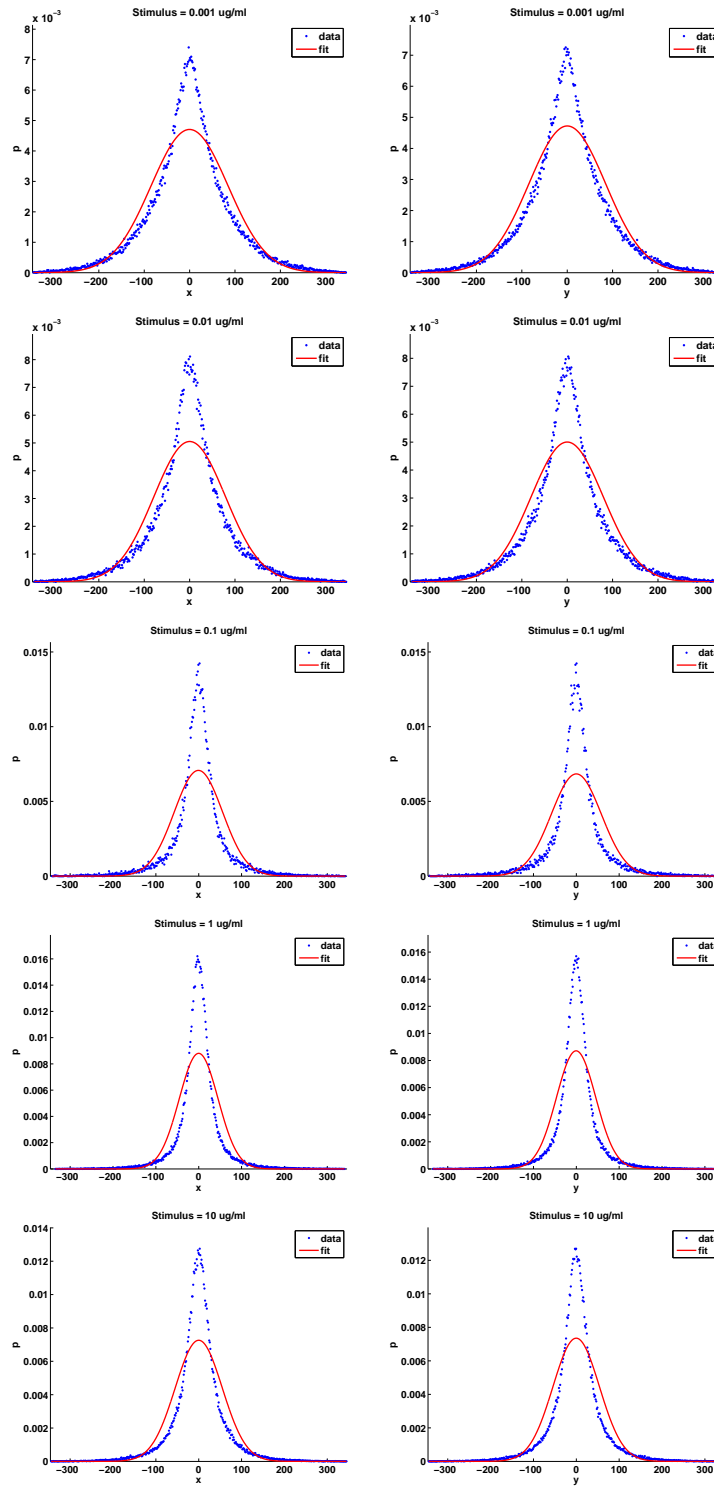 Stimulus = 0.001 ug/ml
x 10⁻³
8
7
6
5
4
3
2
1
0
p
−300 −200 −100 0 100 200 300
x
data
fit
Stimulus = 0.001 ug/ml
x 10⁻³
7
6
5
4
3
2
1
0
p
−300 −200 −100 0 100 200 300
y
data
fit
Stimulus = 0.01 ug/ml
x 10⁻³
8
7
6
5
4
3
2
1
0
p
−300 −200 −100 0 100 200 300
x
data
fit
Stimulus = 0.01 ug/ml
x 10⁻³
8
7
6
5
4
3
2
1
0
p
−300 −200 −100 0 100 200 300
y
data
fit
Stimulus = 0.1 ug/ml
0.015
0.01
0.005
0
p
−300 −200 −100 0 100 200 300
x
data
fit
Stimulus = 0.1 ug/ml
0.015
0.01
0.005
0
p
−300 −200 −100 0 100 200 300
y
data
fit
Stimulus = 1 ug/ml
0.016
0.014
0.012
0.01
0.008
0.006
0.004
0.002
0
p
−300 −200 −100 0 100 200 300
x
data
fit
Stimulus = 1 ug/ml
0.016
0.014
0.012
0.01
0.008
0.006
0.004
0.002
0
p
−300 −200 −100 0 100 200 300
y
data
fit
Stimulus = 10 ug/ml
0.014
0.012
0.01
0.008
0.006
0.004
0.002
0
p
−300 −200 −100 0 100 200 300
x
data
fit
Stimulus = 10 ug/ml
0.014
0.012
0.01
0.008
0.006
0.004
0.002
0
p
−300 −200 −100 0 100 200 300
y
data
fit